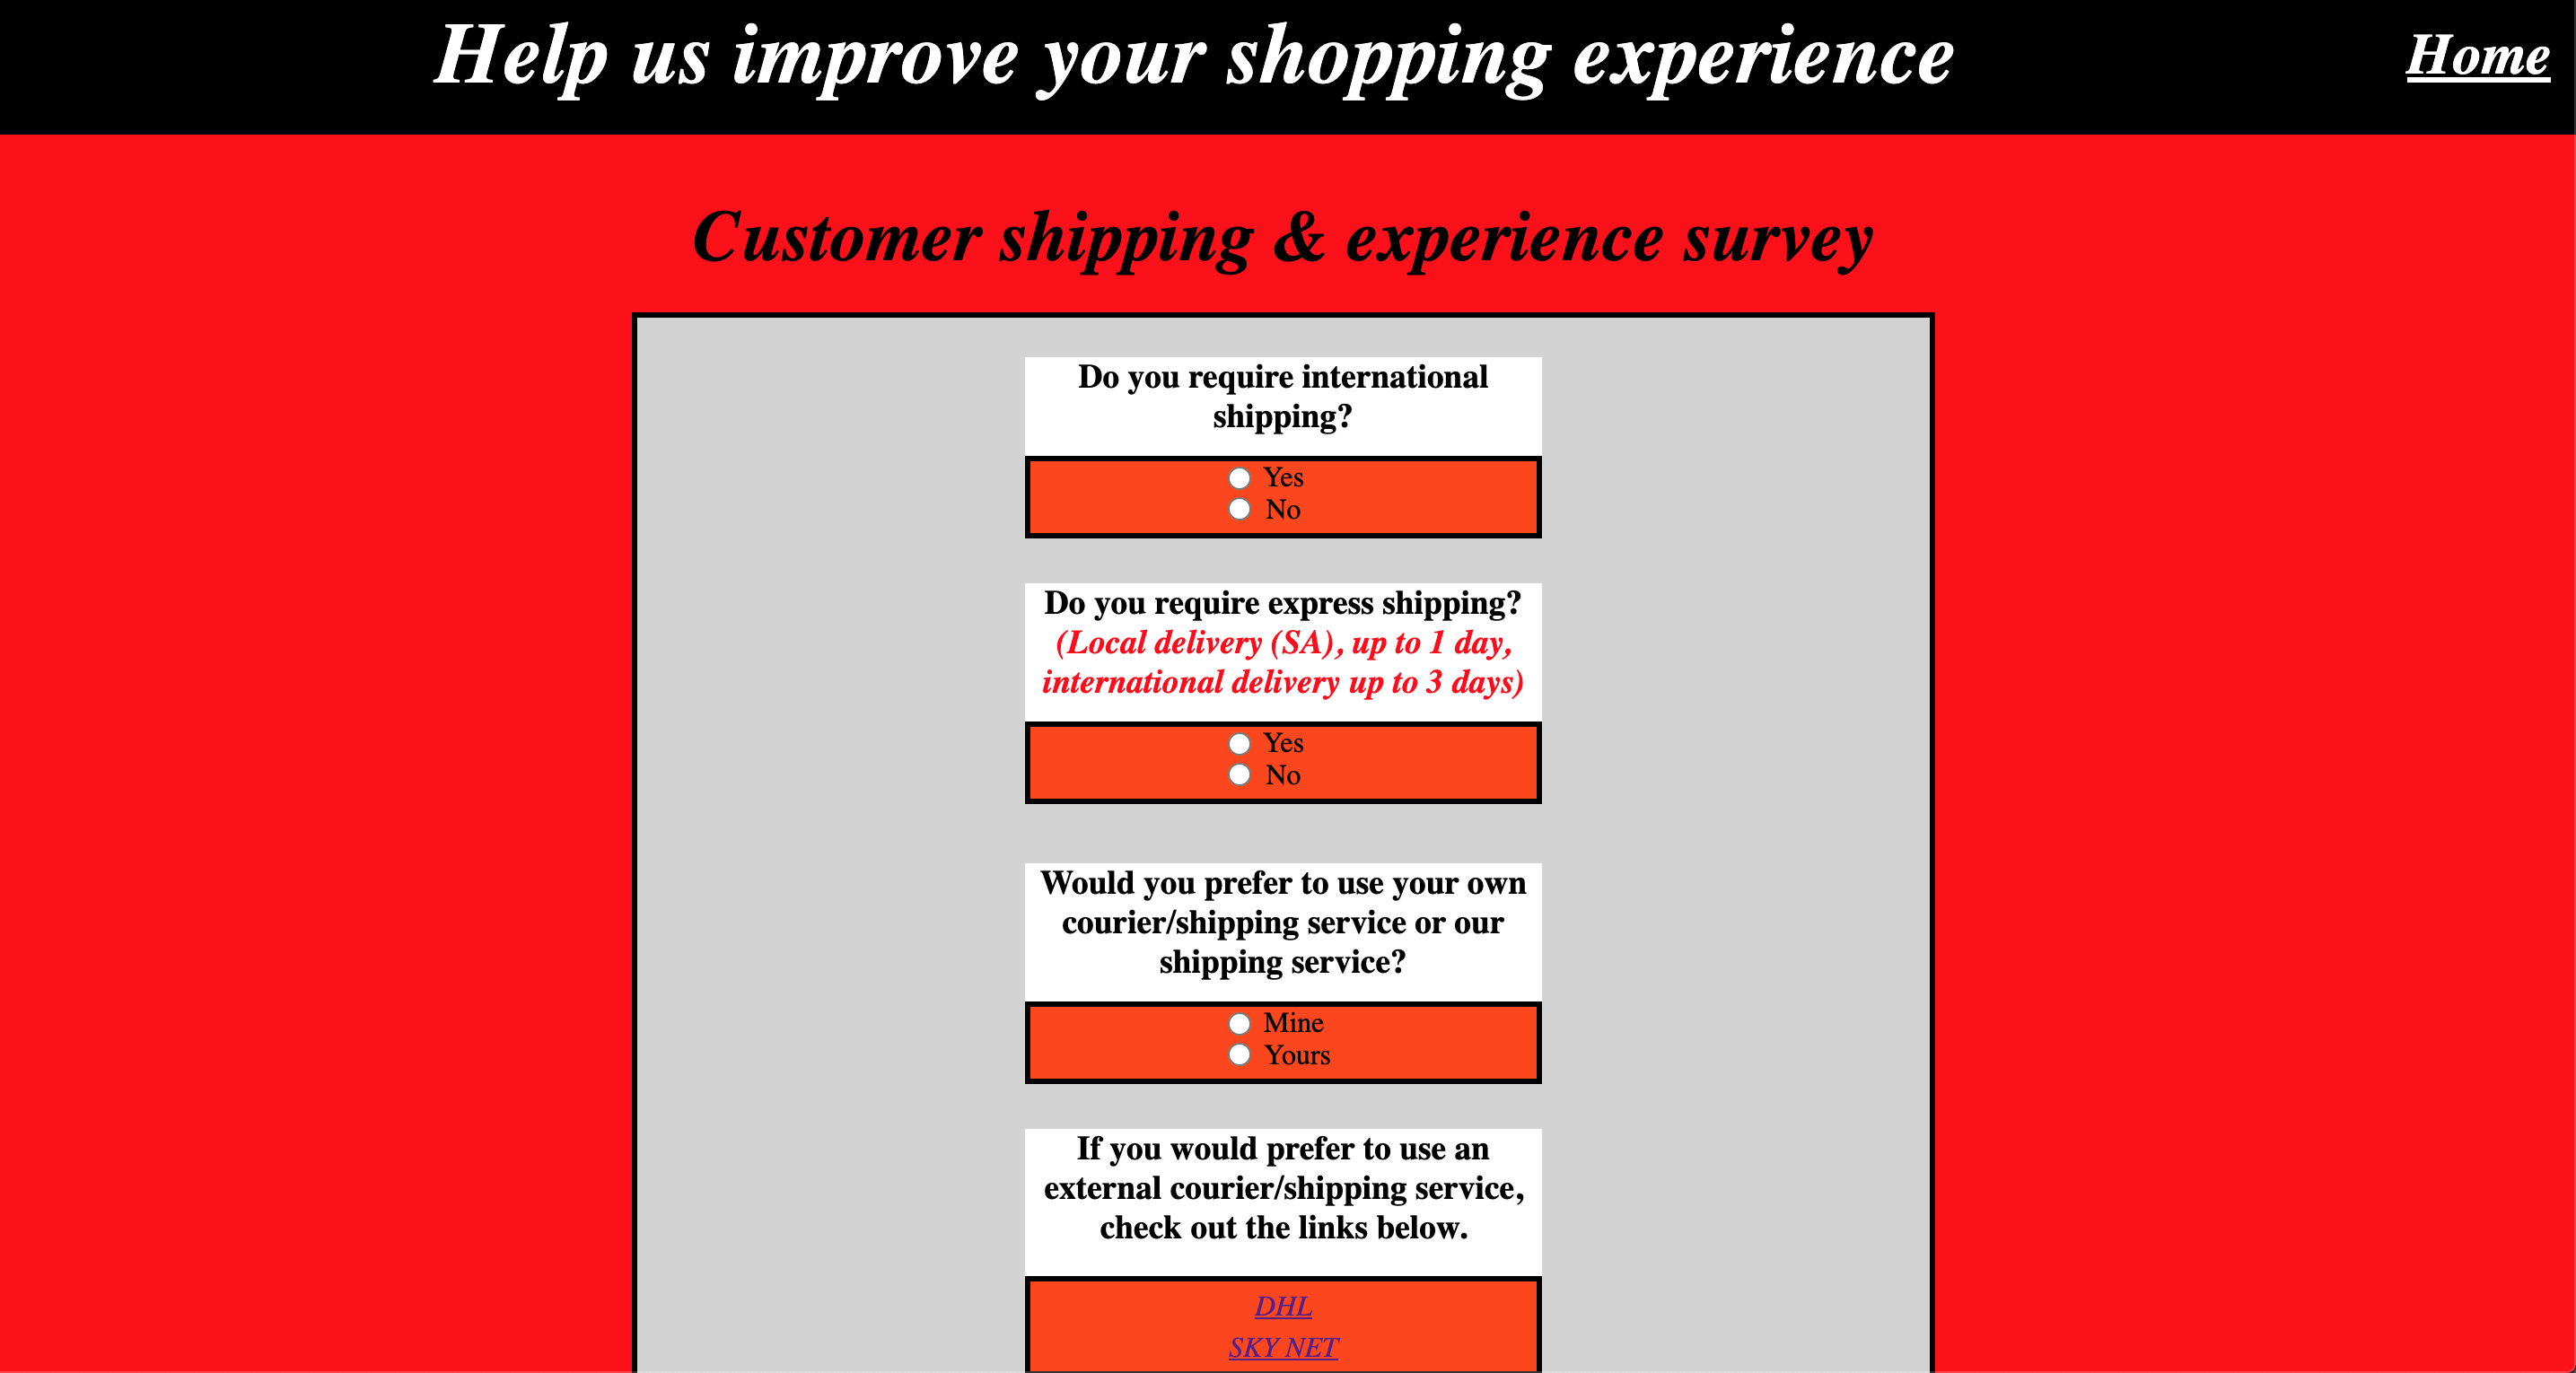 Help us improve your shopping experience
Home
Customer shipping & experience survey
Do you require international
shipping?
Yes
No
Do you require express shipping?
(Local delivery (SA), up to 1 day,
international delivery up to 3 days)
Yes
No
Would you prefer to use your own
courier/shipping service or our
shipping service?
Mine
Yours
If you would prefer to use an
external courier/shipping service,
check out the links below.
DHL
SKY NET